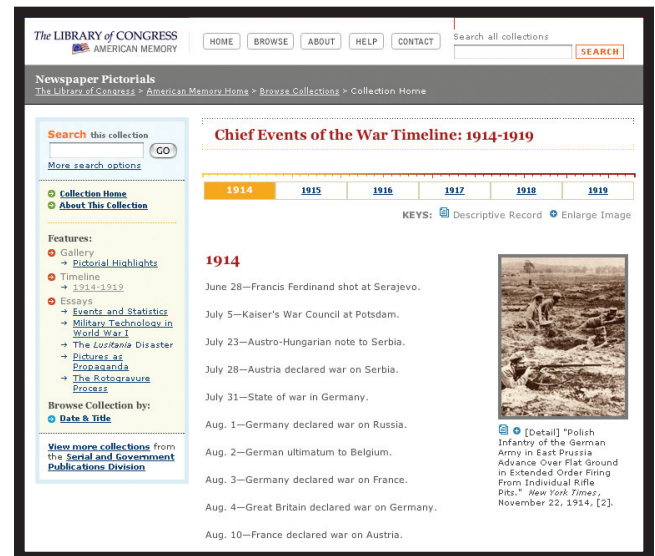 The LIBRARY of CONGRESS
AMERICAN MEMORY
HOME BROWSE ABOUT HELP CONTACT
Search all collections
SEARCH
Newspaper Pictorials
The Library of Congress > American Memory Home > Browse Collections > Collection Home
Search this collection
GO
More search options
Collection Home
About This Collection
Features:
Gallery
→ Pictorial Highlights
Timeline
→ 1914-1919
Essays
→ Events and Statistics
→ Military Technology in
World War I
→ The Lusitania Disaster
→ Pictures as
Propaganda
→ The Rotogravure
Process
Browse Collection by:
Date & Title
View more collections from
the Serial and Government
Publications Division
Chief Events of the War Timeline: 1914-1919
1914 1915 1916 1917 1918 1919
KEYS: Descriptive Record Enlarge Image
1914
June 28—Francis Ferdinand shot at Serajevo.
July 5—Kaiser's War Council at Potsdam.
July 23—Austro-Hungarian note to Serbia.
July 28—Austria declared war on Serbia.
July 31—State of war in Germany.
Aug. 1—Germany declared war on Russia.
Aug. 2—German ultimatum to Belgium.
Aug. 3—Germany declared war on France.
Aug. 4—Great Britain declared war on Germany.
Aug. 10—France declared war on Austria.
[Detail] "Polish
Infantry of the German
Army in East Prussia
Advance Over Flat Ground
in Extended Order Firing
From Individual Rifle
Pits." New York Times,
November 22, 1914, [2].